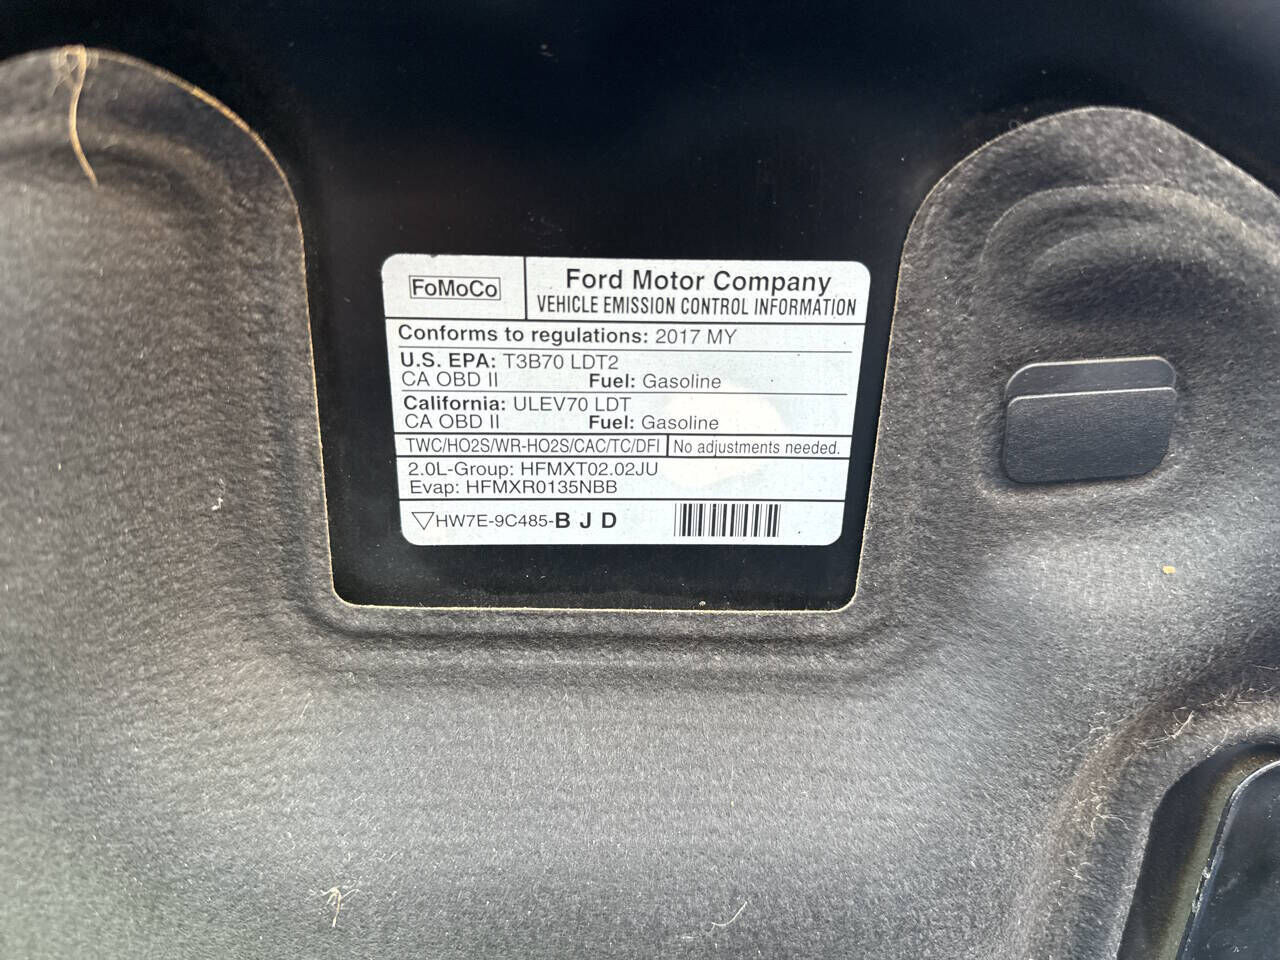 FoMoCo
Ford Motor Company
VEHICLE EMISSION CONTROL INFORMATION
Conforms to regulations: 2017 MY
U.S. EPA: T3B70 LDT2
CA OBD II Fuel: Gasoline
California: ULEV70 LDT
CA OBD II Fuel: Gasoline
TWC/HO2S/WR-HO2S/CAC/TC/DFI No adjustments needed.
2.0L-Group: HFMXT02.02JU
Evap: HFMXR0135NBB
HW7E-9C485-B J D